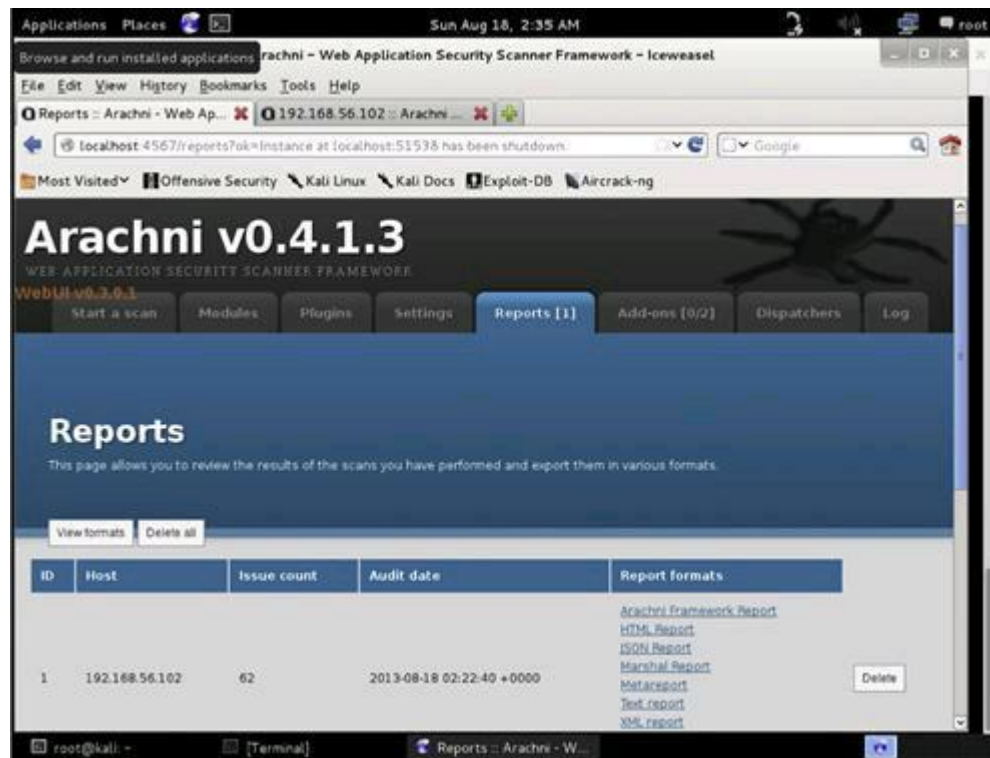 Applications Places Sun Aug 18, 2:35 AM root
Browse and run installed applications rachni - Web Application Security Scanner Framework - Iceweasel
File Edit View History Bookmarks Tools Help
Reports :: Arachni - Web Ap... 192.168.56.102 :: Arachni ...
localhost:4567/reports?ok=Instance at localhost:51538 has been shutdown. Google
Most Visited Offensive Security Kali Linux Kali Docs Exploit-DB Aircrack-ng
Arachni v0.4.1.3
WEB APPLICATION SECURITY SCANNER FRAMEWORK
WebUI v0.3.0.1
Start a scan Modules Plugins Settings Reports [1] Add-ons [0/2] Dispatchers Log
Reports
This page allows you to review the results of the scans you have performed and export them in various formats.
View formats Delete all
ID Host Issue count Audit date Report formats
Arachni Framework Report
HTML Report
JSON Report
1 192.168.56.102 62 2013-08-18 02:22:40 +0000 Marshal Report Delete
Metareport
Text report
XML report
root@kali: ~ [Terminal] Reports :: Arachni - W...